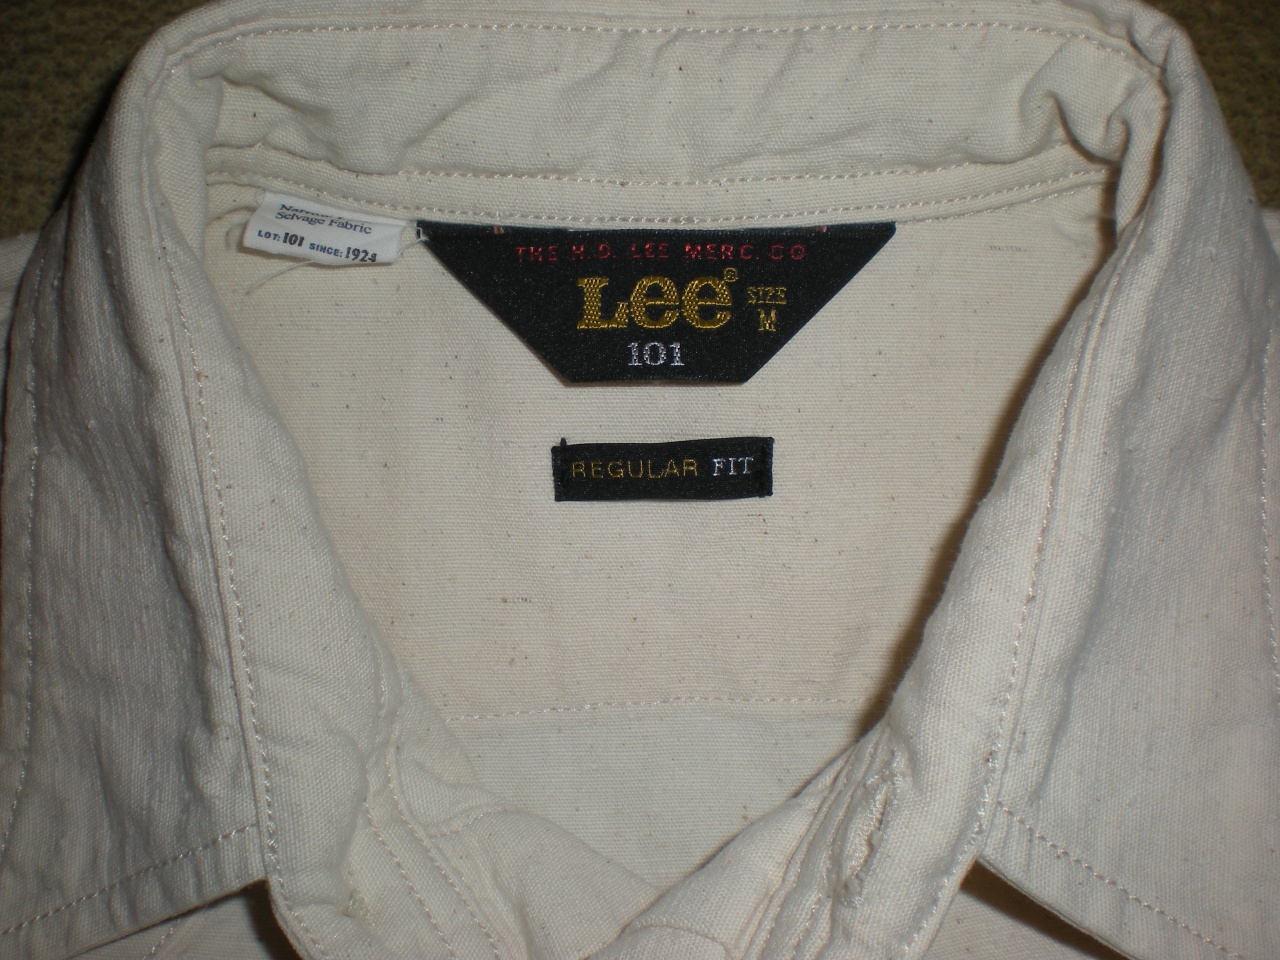 Selvage Fabric
LOT: 101 SINCE: 1924
THE H.D. LEE MERC. CO
Lee®
SIZE
M
101
REGULAR FIT